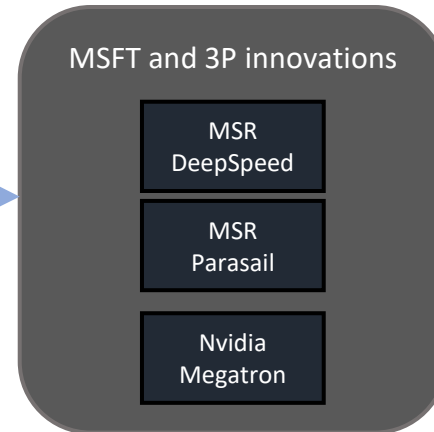 MSFT and 3P innovations
MSR
DeepSpeed
MSR
Parasail
Nvidia
Megatron